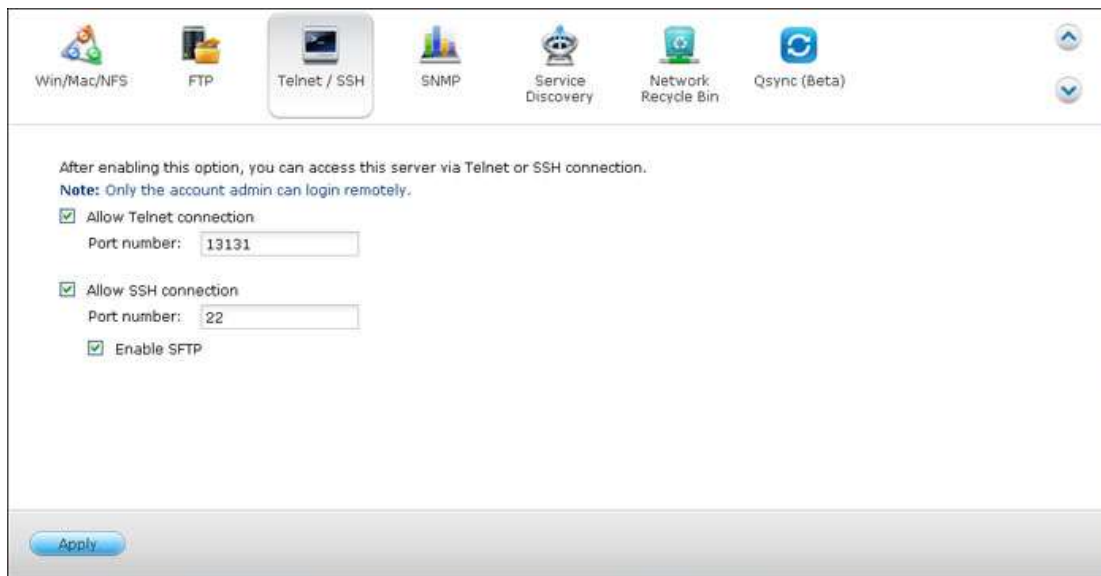 Win/Mac/NFS
FTP
Telnet / SSH
SNMP
Service
Discovery
Network
Recycle Bin
Qsync (Beta)
After enabling this option, you can access this server via Telnet or SSH connection.
Note: Only the account admin can login remotely.
Allow Telnet connection
Port number: 13131
Allow SSH connection
Port number: 22
Enable SFTP
Apply